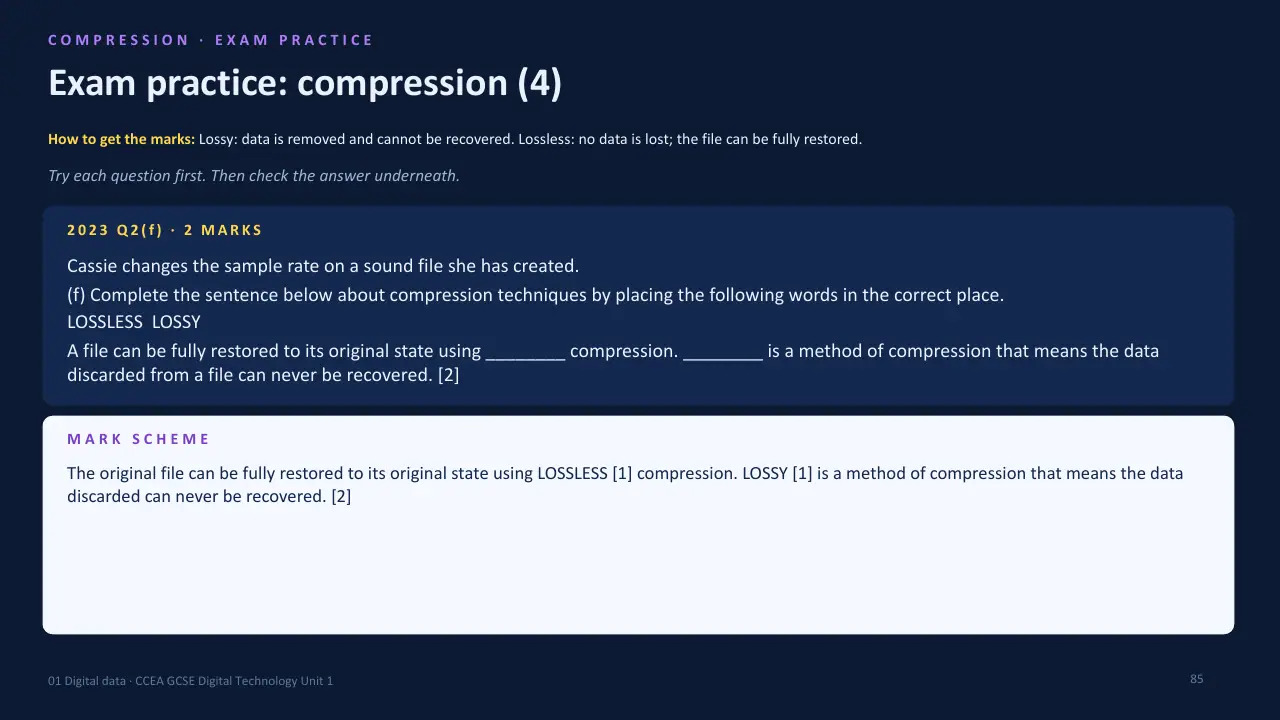 COMPRESSION · EXAM PRACTICE
Exam practice: compression (4)
How to get the marks: Lossy: data is removed and cannot be recovered. Lossless: no data is lost; the file can be fully restored.
Try each question first. Then check the answer underneath.
2023 Q2(f) · 2 MARKS
Cassie changes the sample rate on a sound file she has created.
(f) Complete the sentence below about compression techniques by placing the following words in the correct place.
LOSSLESS  LOSSY
A file can be fully restored to its original state using ________ compression. ________ is a method of compression that means the data
discarded from a file can never be recovered. [2]
MARK SCHEME
The original file can be fully restored to its original state using LOSSLESS [1] compression. LOSSY [1] is a method of compression that means the data
discarded can never be recovered. [2]
01 Digital data · CCEA GCSE Digital Technology Unit 1
85